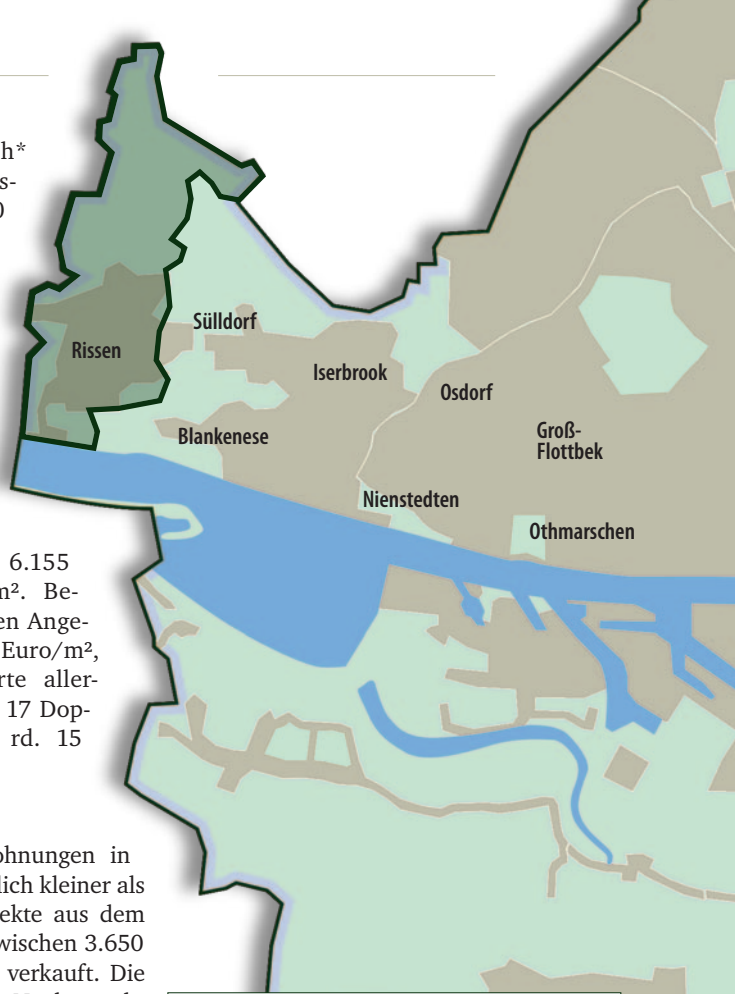 h*
s-
0
Sülldorf
Rissen
Iserbrook
Osdorf
Groß-
Flottbek
Blankenese
Nienstedten
Othmarschen
6.155
m². Be-
en Ange-
Euro/m²,
rte aller-
17 Dop-
rd. 15
ohnungen in
lich kleiner als
ekte aus dem
wischen 3.650
verkauft. Die